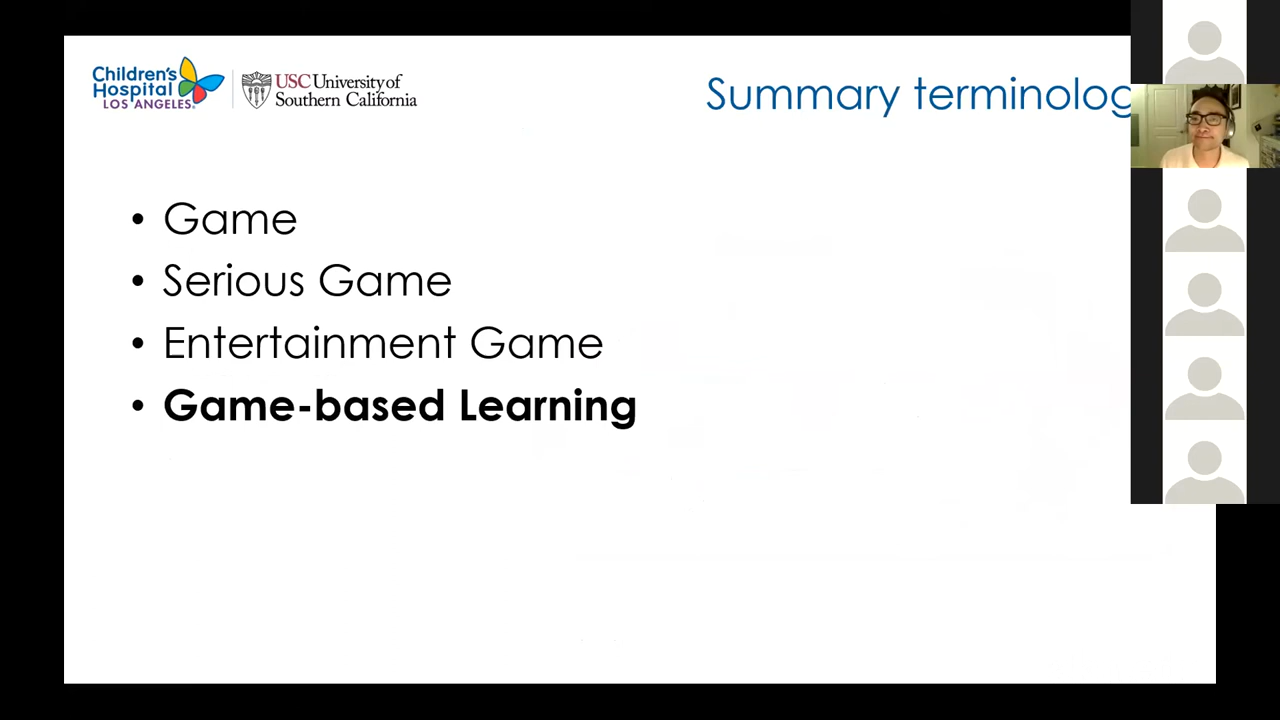 Children's
Hospital
LOS ANGELES
USC University of
Southern California
Summary terminolog
• Game
• Serious Game
• Entertainment Game
• Game-based Learning